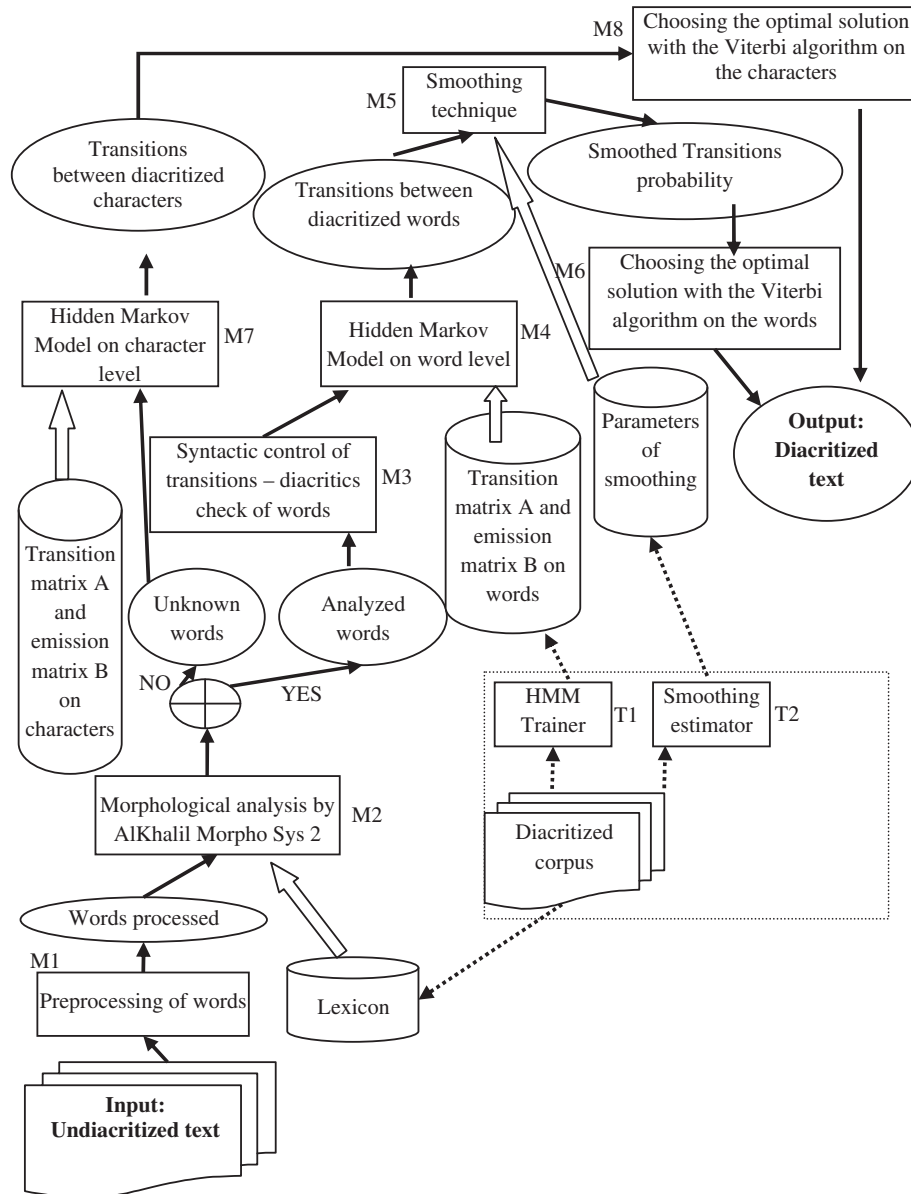 M8
Choosing the optimal solution
with the Viterbi algorithm on
the characters
M5
Smoothing
technique
Transitions
between diacritized
characters
Transitions between
diacritized words
Smoothed Transitions
probability
M6
Choosing the optimal
solution with the Viterbi
algorithm on the words
Hidden Markov
Model on character
level
M7
Hidden Markov
Model on word level
M4
Syntactic control of
transitions – diacritics
check of words
M3
Transition
matrix A and
emission
matrix B on
words
Parameters
of
smoothing
Output:
Diacritized
text
Transition
matrix A
and
emission
matrix B
on
characters
Unknown
words
Analyzed
words
NO
YES
HMM
Trainer
T1
Smoothing
estimator
T2
Morphological analysis by
AlKhalil Morpho Sys 2
M2
Diacritized
corpus
Words processed
M1
Preprocessing of words
Lexicon
Input:
Undiacritized text